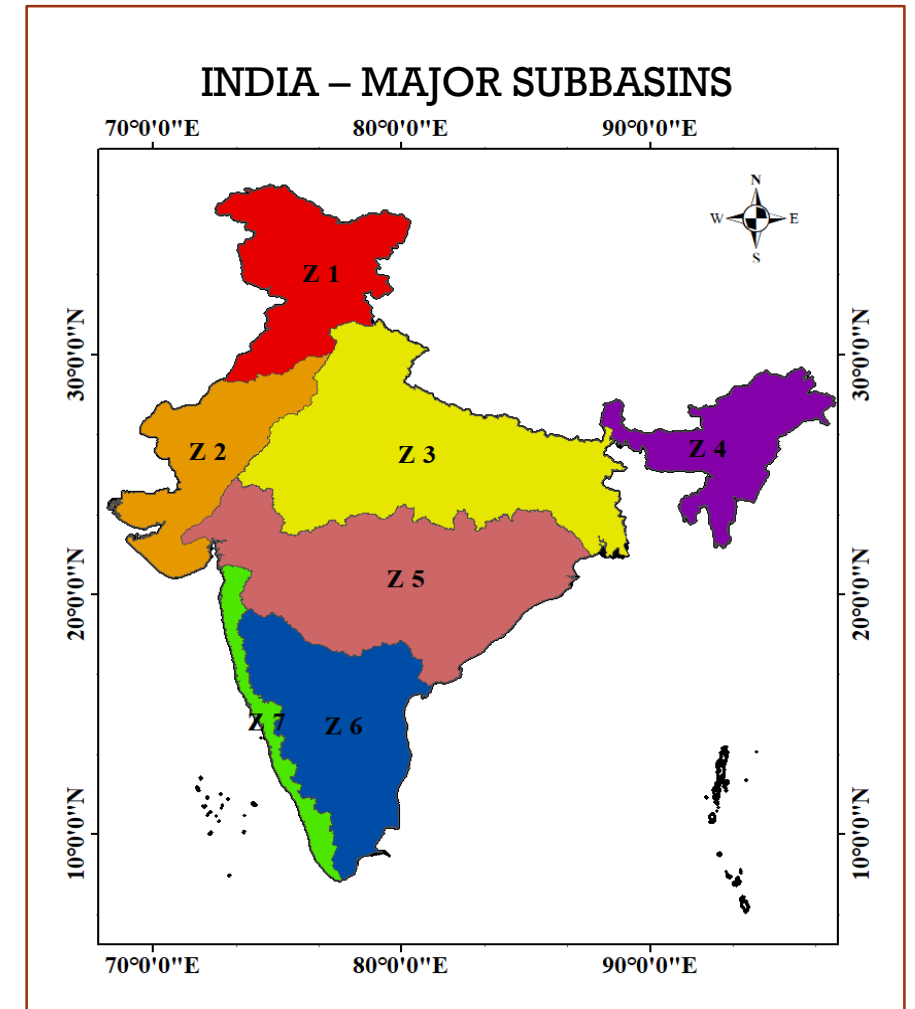 INDIA – MAJOR SUBBASINS
70°0'0"E 80°0'0"E 90°0'0"E
N
W E
S
Z 1
30°0'0"N 30°0'0"N
Z 2 Z 3 Z 4
Z 5
20°0'0"N 20°0'0"N
Z 7 Z 6
10°0'0"N 10°0'0"N
70°0'0"E 80°0'0"E 90°0'0"E